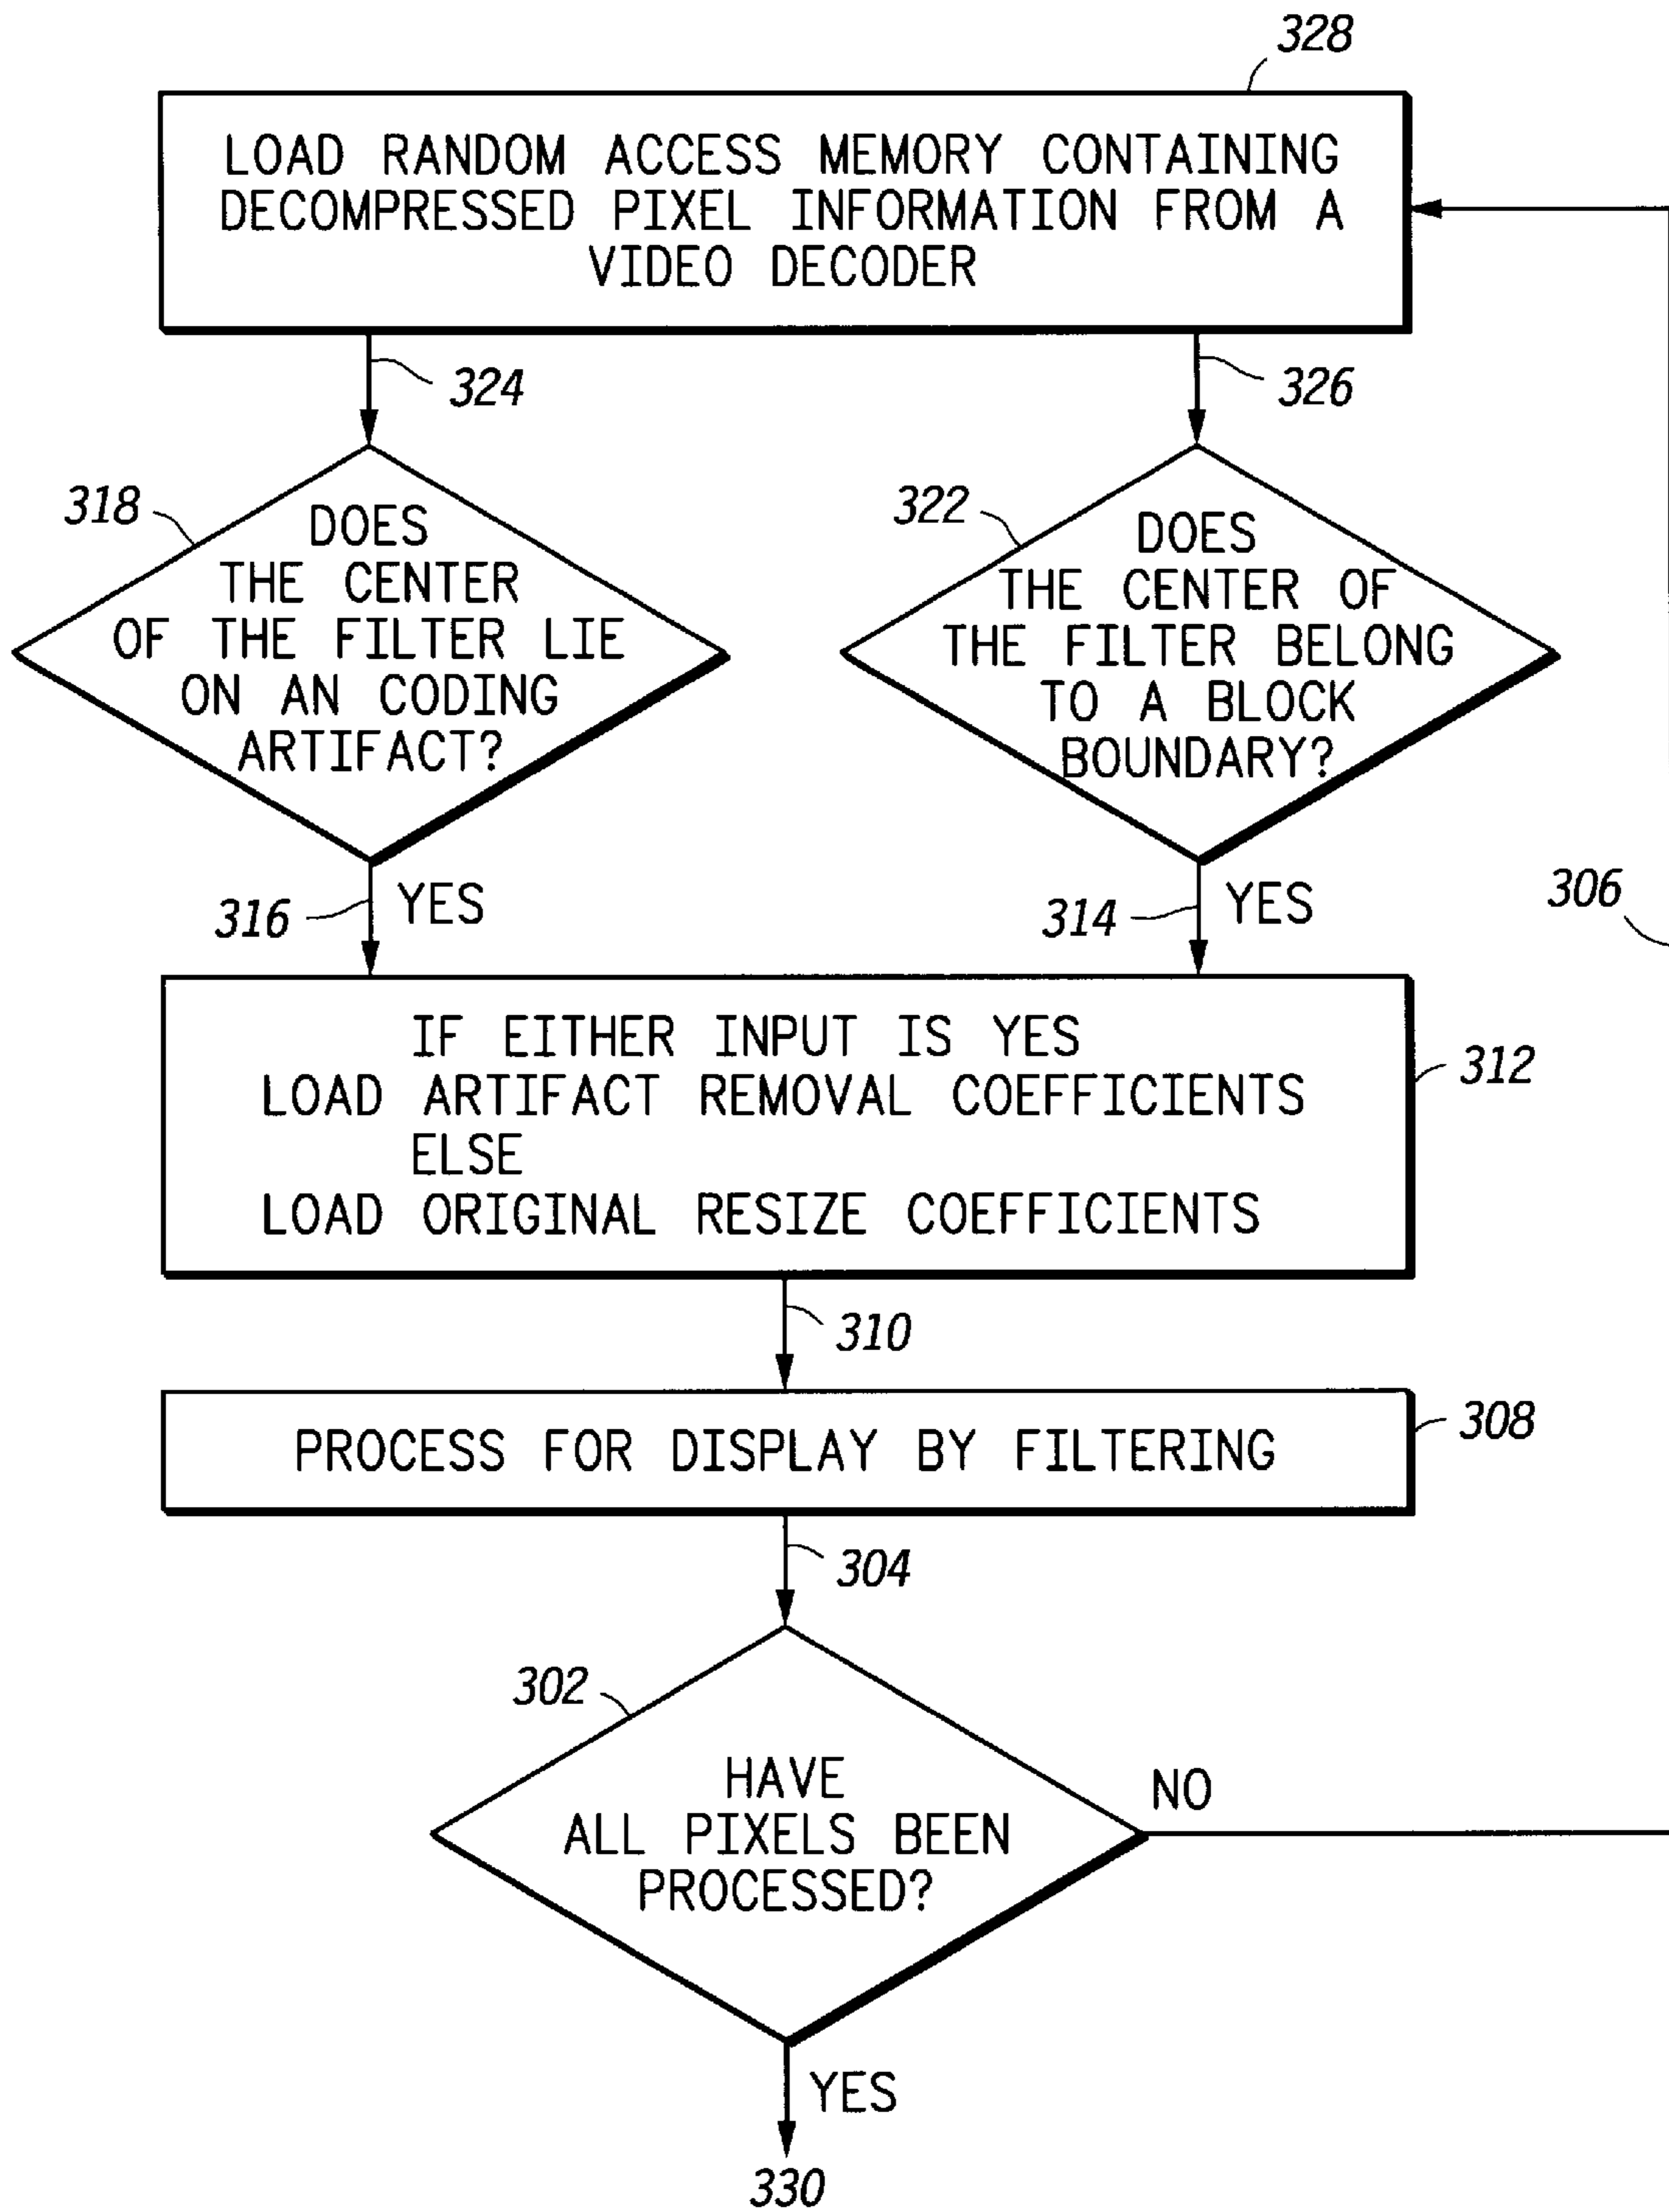 328
LOAD RANDOM ACCESS MEMORY CONTAINING
DECOMPRESSED PIXEL INFORMATION FROM A
VIDEO DECODER
324
326
318
DOES
THE CENTER
OF THE FILTER LIE
ON AN CODING
ARTIFACT?
322
DOES
THE CENTER OF
THE FILTER BELONG
TO A BLOCK
BOUNDARY?
316
YES
314
YES
306
IF EITHER INPUT IS YES
LOAD ARTIFACT REMOVAL COEFFICIENTS
ELSE
LOAD ORIGINAL RESIZE COEFFICIENTS
312
310
PROCESS FOR DISPLAY BY FILTERING
308
304
302
HAVE
ALL PIXELS BEEN
PROCESSED?
NO
YES
330